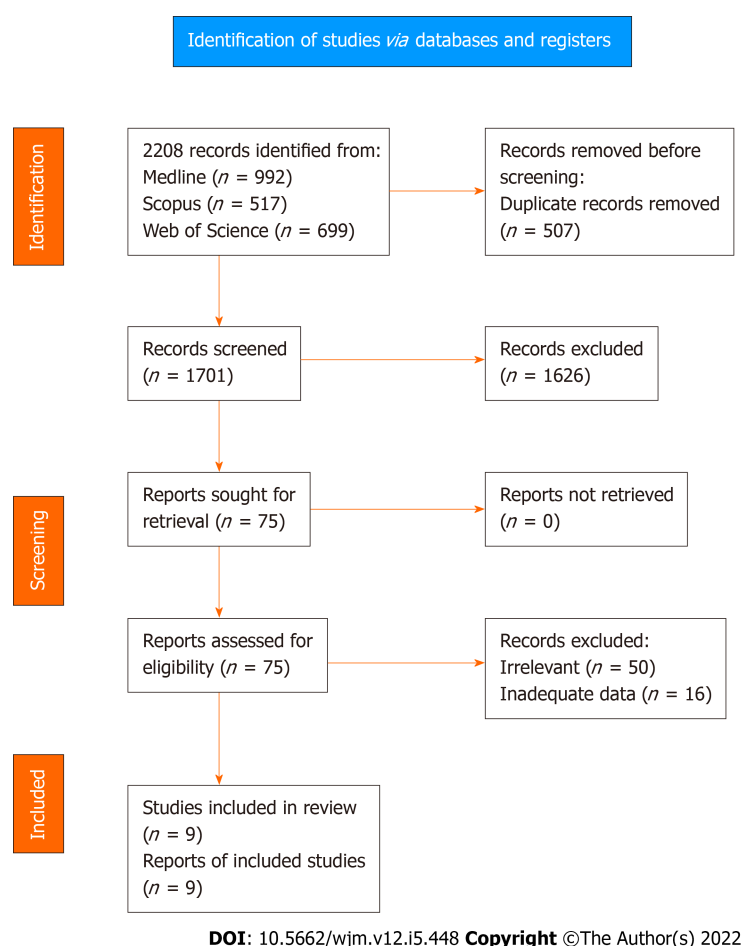 Identification of studies via databases and registers
Identification
2208 records identified from:
Medline (n = 992)
Scopus (n = 517)
Web of Science (n = 699)
Records removed before
screening:
Duplicate records removed
(n = 507)
Records screened
(n = 1701)
Records excluded
(n = 1626)
Screening
Reports sought for
retrieval (n = 75)
Reports not retrieved
(n = 0)
Reports assessed for
eligibility (n = 75)
Records excluded:
Irrelevant (n = 50)
Inadequate data (n = 16)
Included
Studies included in review
(n = 9)
Reports of included studies
(n = 9)
DOI: 10.5662/wjm.v12.i5.448 Copyright ©The Author(s) 2022